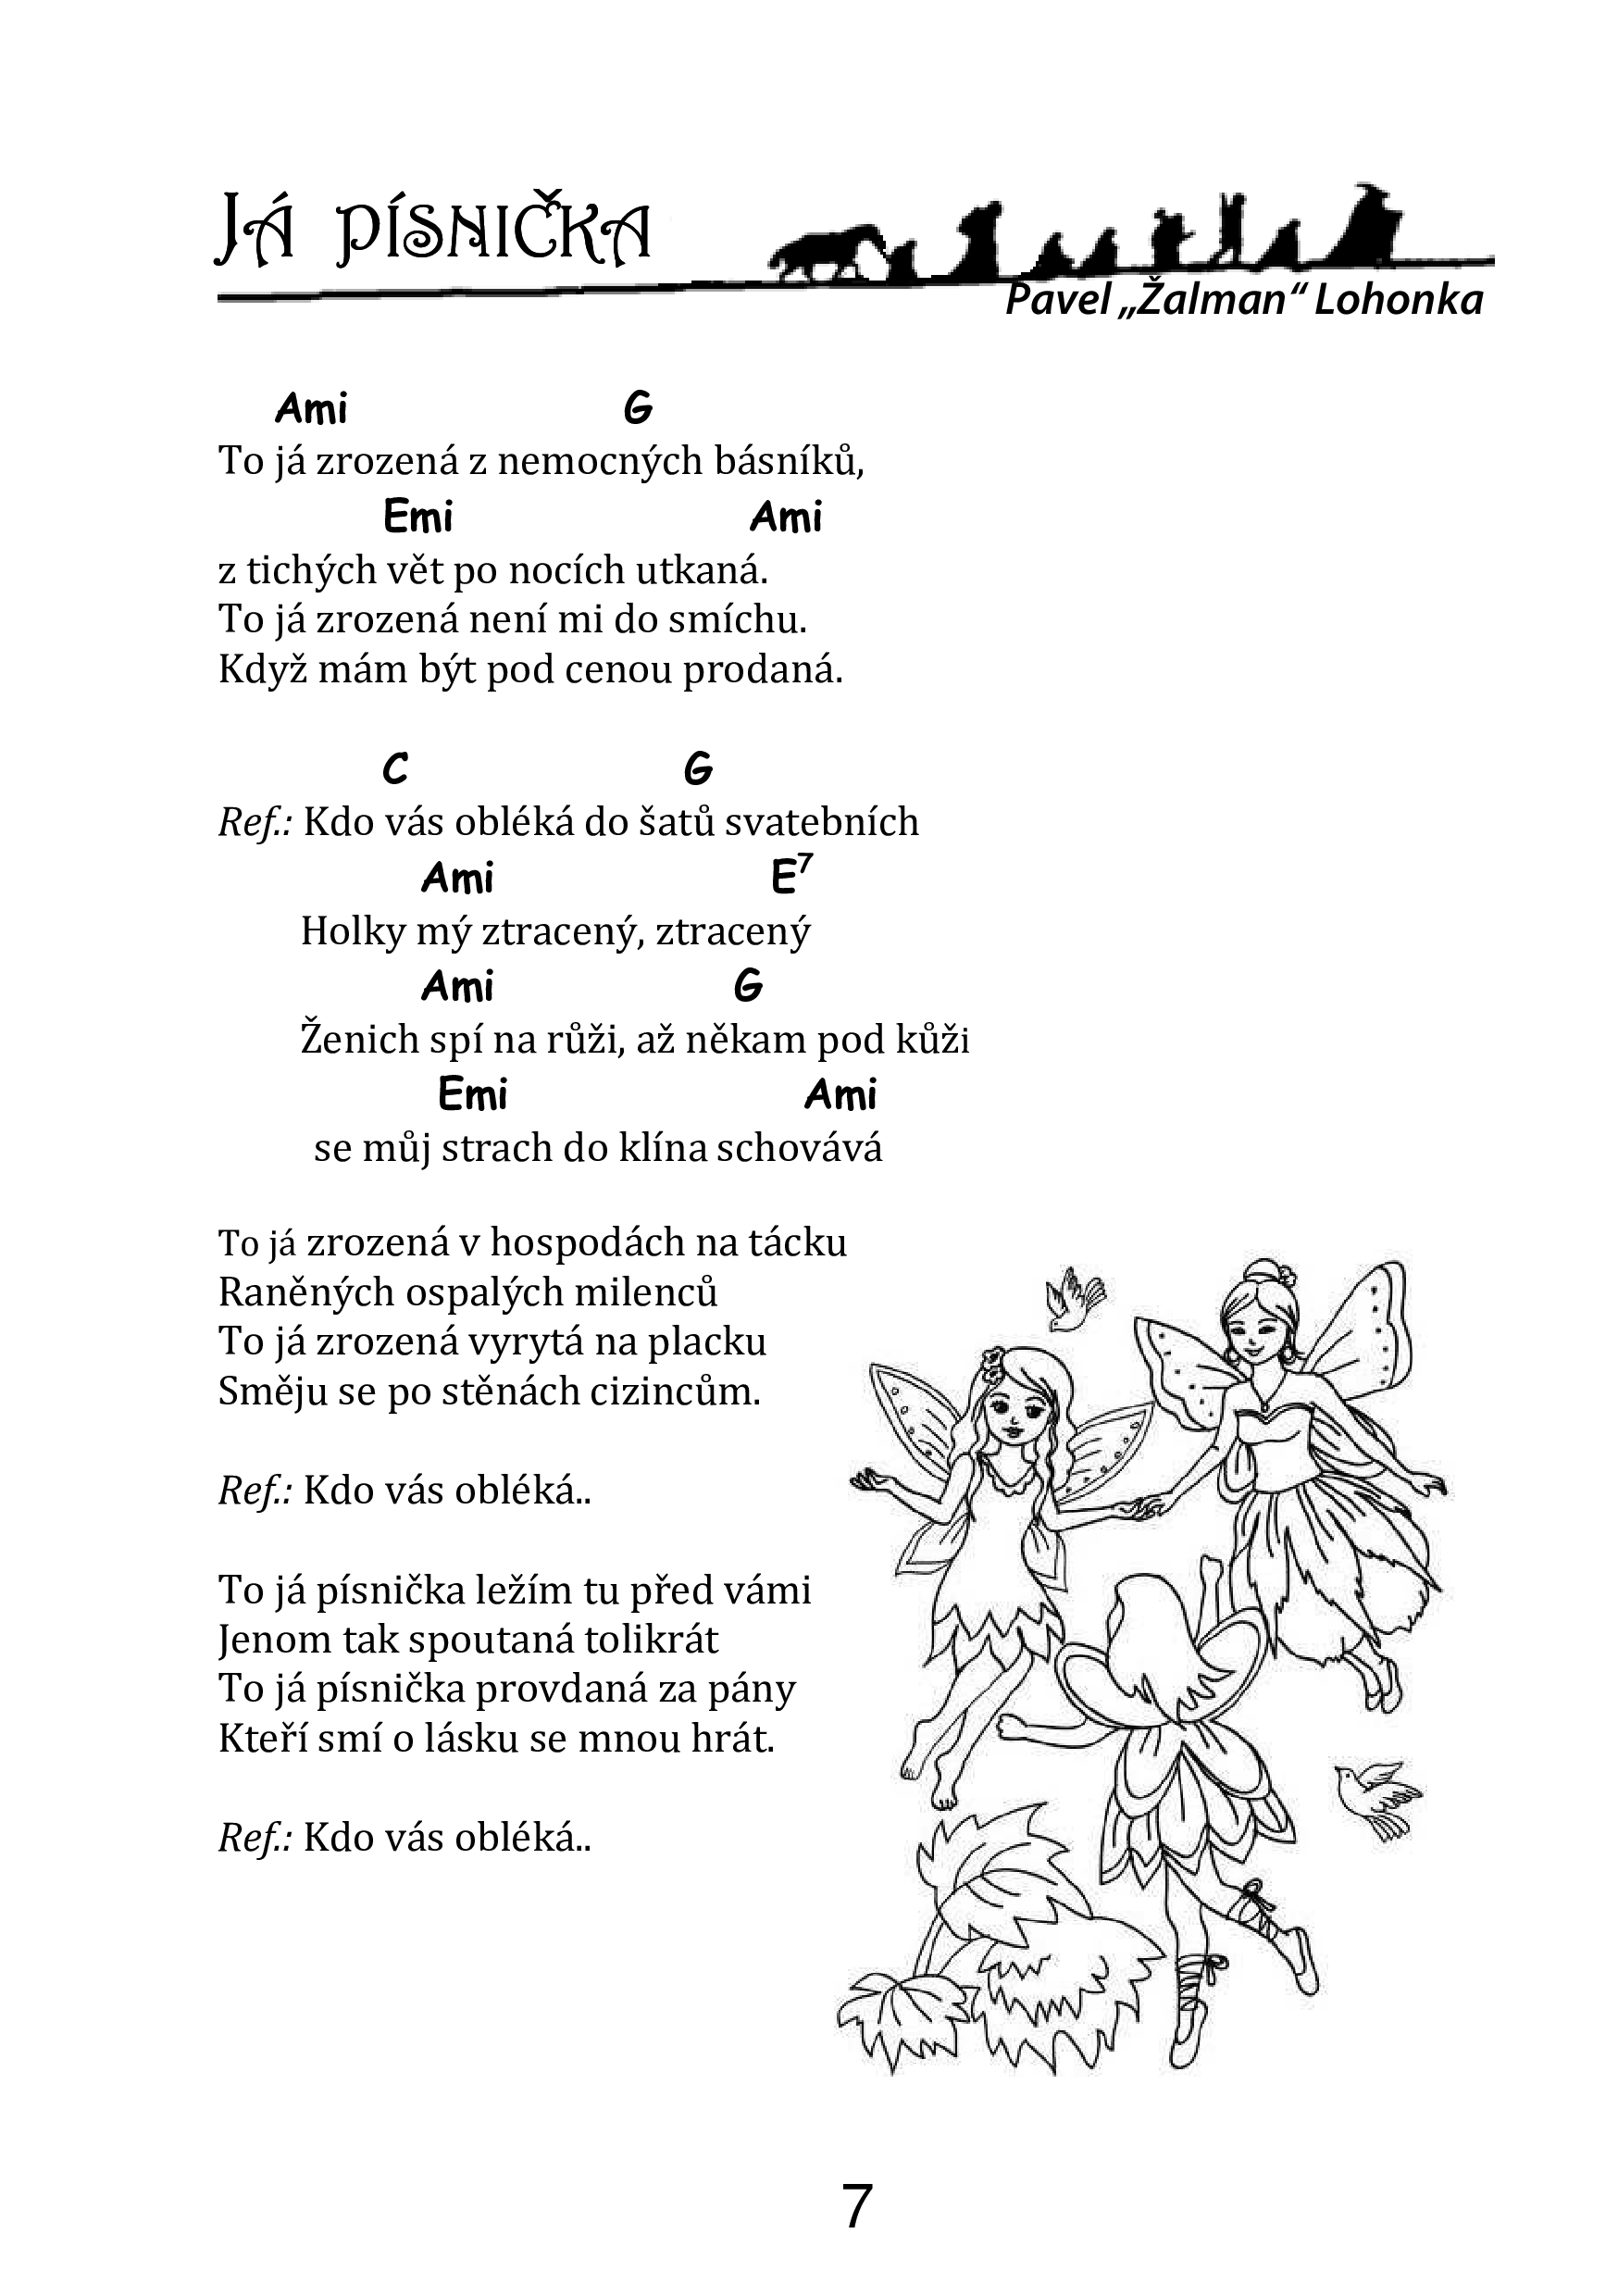 Já písnička
Pavel „Žalman“ Lohonka
Ami G
To já zrozená z nemocných básníků,
Emi Ami
z tichých vět po nocích utkaná.
To já zrozená není mi do smíchu.
Když mám být pod cenou prodaná.
C G
Ref.: Kdo vás obléká do šatů svatebních
Ami E⁷
Holky mý ztracený, ztracený
Ami G
Ženich spí na růži, až někam pod kůži
Emi Ami
se můj strach do klína schovává
To já zrozená v hospodách na tácku
Raněných ospalých milenců
To já zrozená vyrytá na placku
Směju se po stěnách cizincům.
Ref.: Kdo vás obléká..
To já písnička ležím tu před vámi
Jenom tak spoutaná tolikrát
To já písnička provdaná za pány
Kteří smí o lásku se mnou hrát.
Ref.: Kdo vás obléká..
7